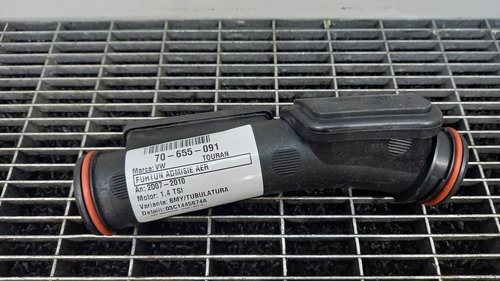 70-655-091
Marca: VW TOURAN
FURTUN ADMISIE AER
An: 2007-2010
Motor: 1.4 TSI
Varianta: BMY/TUBULATURA
Detalii: 03C145674A